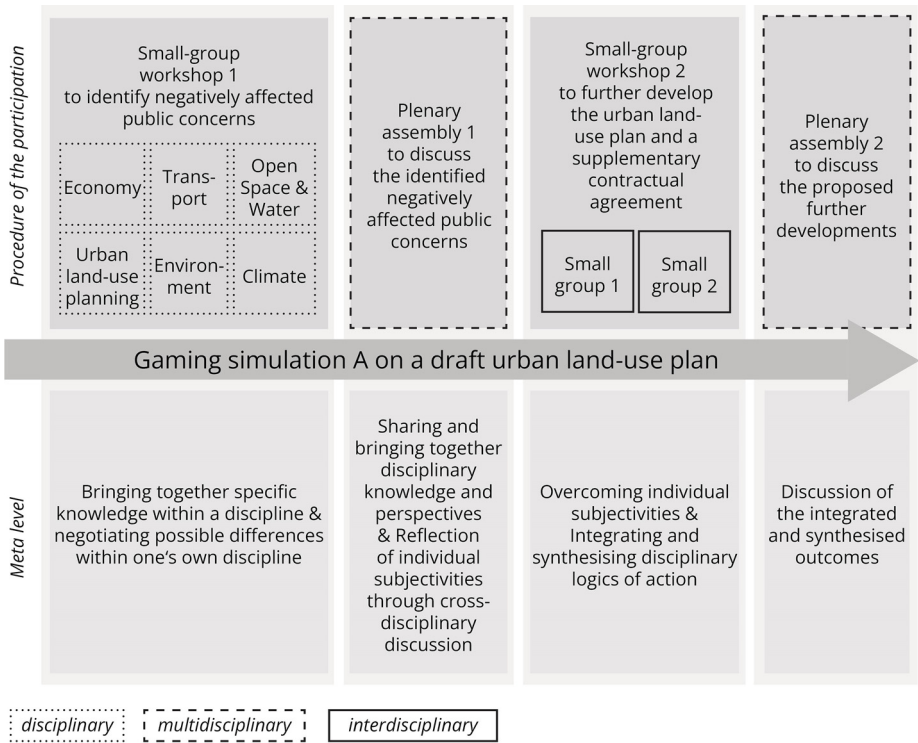 Procedure of the participation
Small-group
workshop 1
to identify negatively affected
public concerns
Economy
Trans-
port
Open
Space &
Water
Urban
land-use
planning
Environ-
ment
Climate
Plenary
assembly 1
to discuss
the identified
negatively
affected public
concerns
Small-group
workshop 2
to further develop
the urban land-
use plan and a
supplementary
contractual
agreement
Small
group 1
Small
group 2
Plenary
assembly 2
to discuss
the proposed
further
developments
Gaming simulation A on a draft urban land-use plan
Meta level
Bringing together specific
knowledge within a discipline &
negotiating possible differences
within one‘s own discipline
Sharing and
bringing together
disciplinary
knowledge and
perspectives
& Reflection
of individual
subjectivities
through cross-
disciplinary
discussion
Overcoming individual
subjectivities &
Integrating and
synthesising disciplinary
logics of action
Discussion of
the integrated
and synthesised
outcomes
disciplinary
multidisciplinary
interdisciplinary